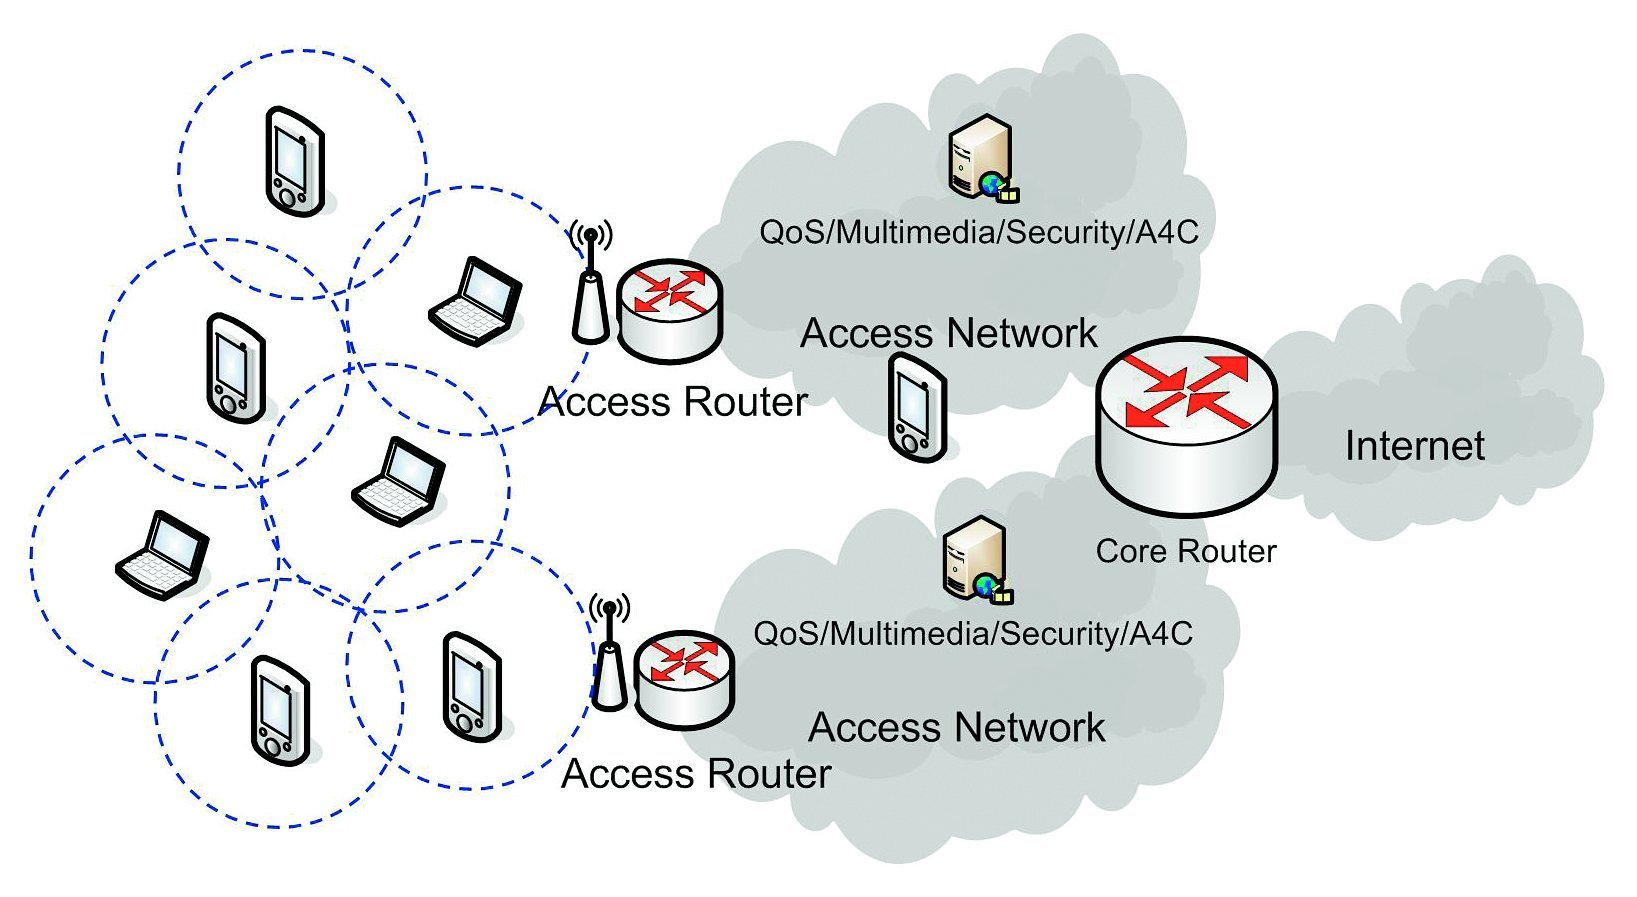 QoS/Multimedia/Security/A4C
Access Network
Access Router
Internet
Core Router
QoS/Multimedia/Security/A4C
Access Network
Access Router